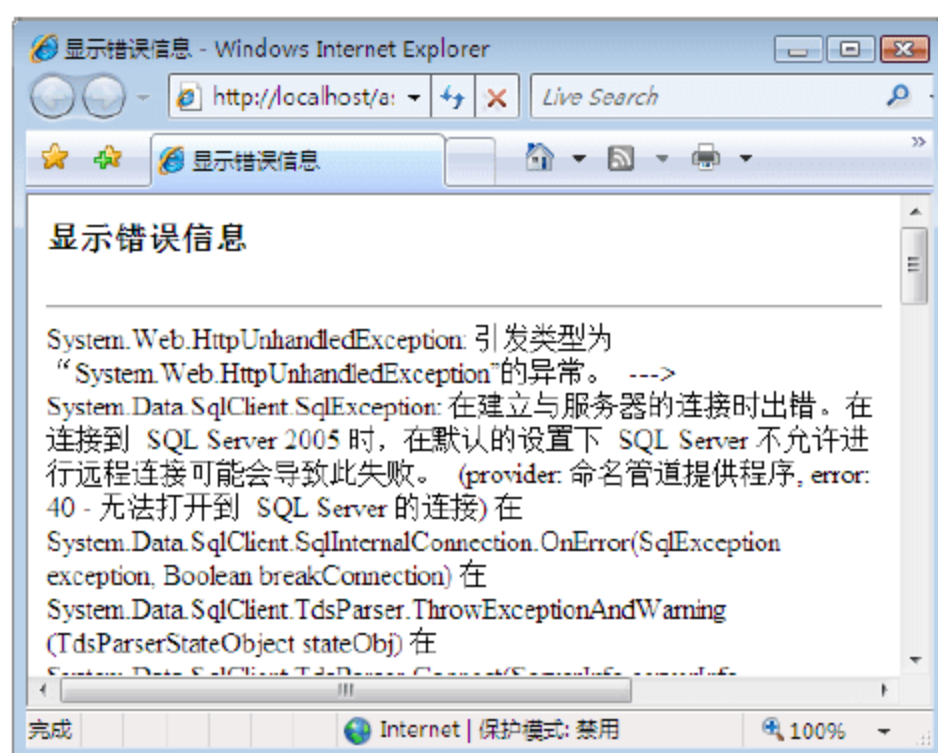 显示错误信息 - Windows Internet Explorer
http://localhost/a:
Live Search
显示错误信息
显示错误信息
System.Web.HttpUnhandledException: 引发类型为
“System.Web.HttpUnhandledException”的异常。 --->
System.Data.SqlClient.SqlException: 在建立与服务器的连接时出错。在
连接到 SQL Server 2005 时，在默认的设置下 SQL Server 不允许进
行远程连接可能会导致此失败。 (provider: 命名管道提供程序, error:
40 - 无法打开到 SQL Server 的连接) 在
System.Data.SqlClient.SqlInternalConnection.OnError(SqlException
exception, Boolean breakConnection) 在
System.Data.SqlClient.TdsParser.ThrowExceptionAndWarning
(TdsParserStateObject stateObj) 在
System.Data.SqlClient.TdsParser.Connect(ServerInfo serverInfo
完成
Internet | 保护模式: 禁用
100%